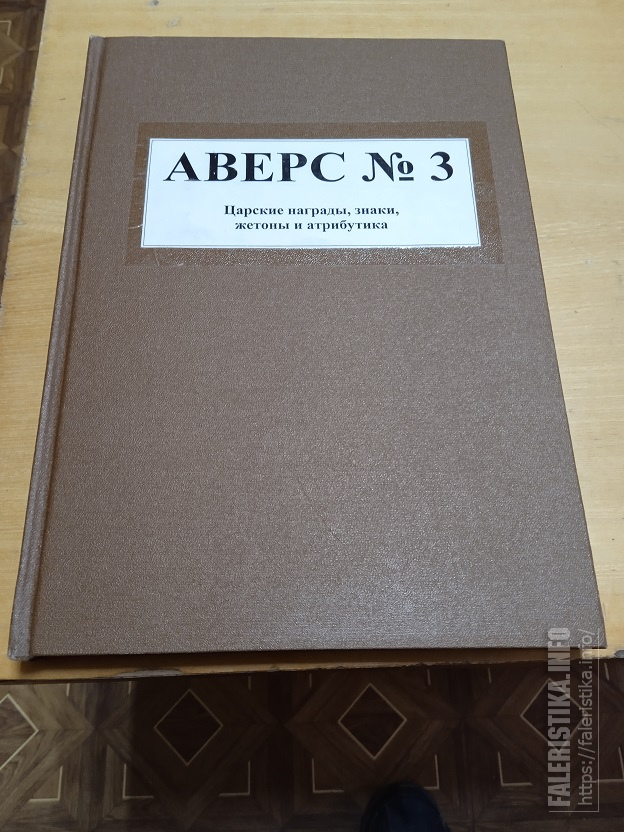 АВЕРС № 3
Царские награды, знаки,
жетоны и атрибутика
FALERISTIKA.INFO
https://faleristika.info/